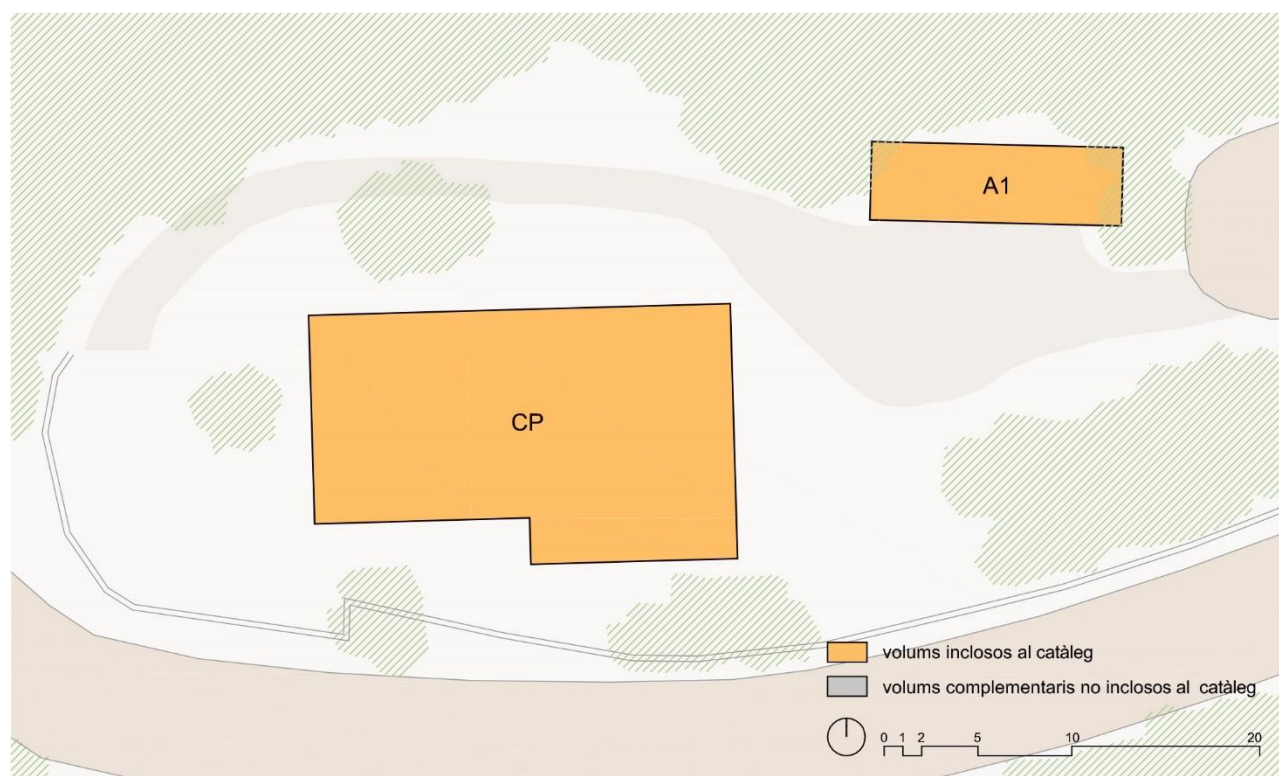 A1
CP
volums inclosos al catàleg
volums complementaris no inclosos al catàleg
0 1 2 5 10 20